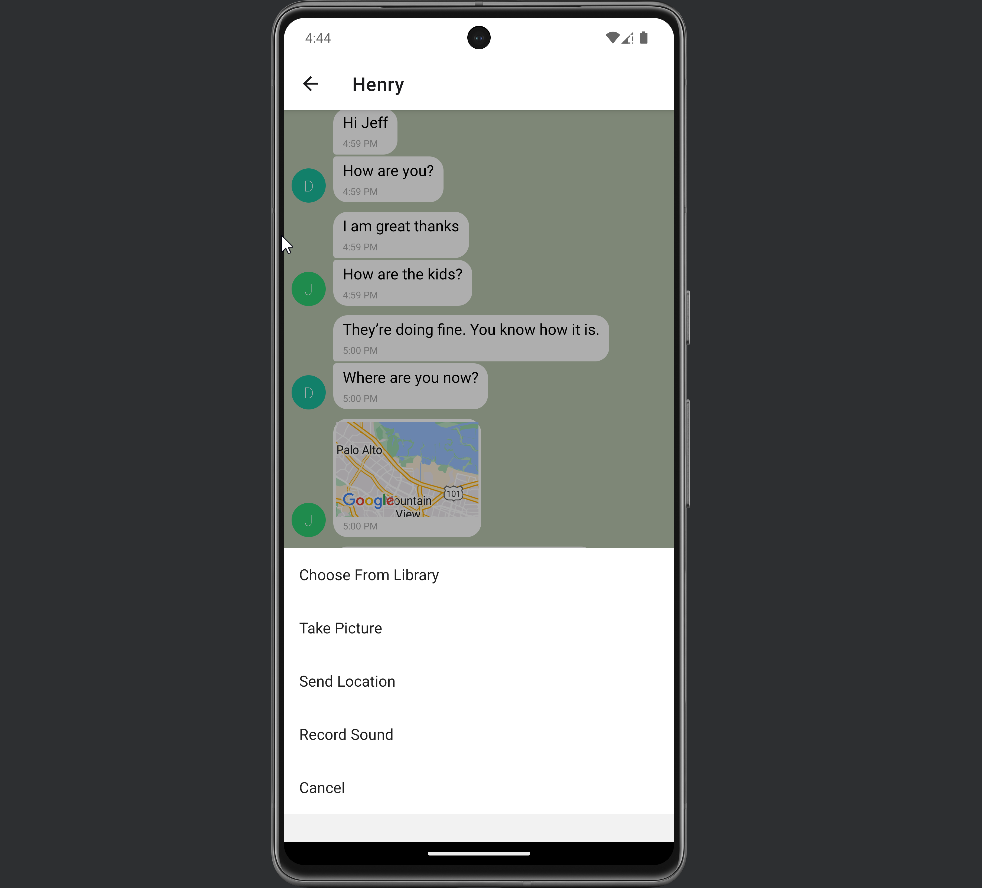 4:44
Henry
Hi Jeff
4:59 PM
How are you?
4:59 PM
D
I am great thanks
4:59 PM
How are the kids?
4:59 PM
J
They're doing fine. You know how it is.
5:00 PM
Where are you now?
5:00 PM
D
Palo Alto
101
Google
ountain
View
5:00 PM
J
Choose From Library
Take Picture
Send Location
Record Sound
Cancel